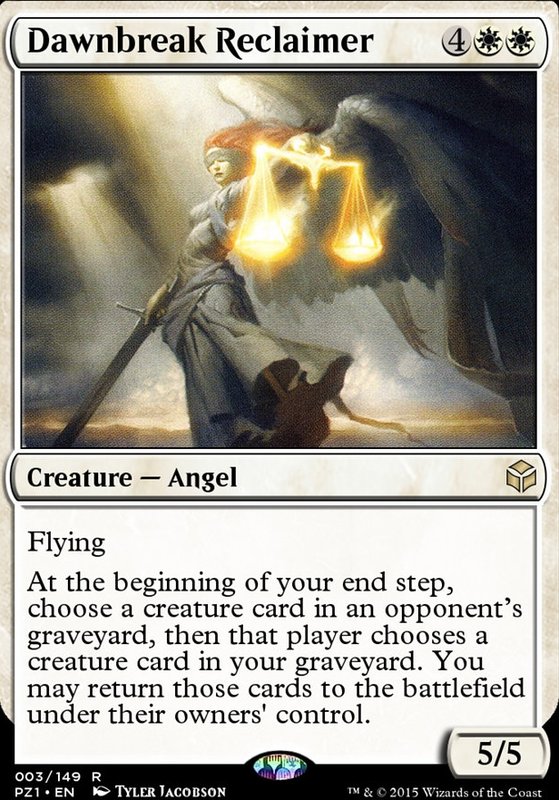 Dawnbreak Reclaimer 4
Creature — Angel
Flying
At the beginning of your end step,
choose a creature card in an opponent’s
graveyard, then that player chooses a
creature card in your graveyard. You
may return those cards to the battlefield
under their owners' control.
5/5
003/149 R
PZ1 • EN Tyler Jacobson
™ & © 2015 Wizards of the Coast